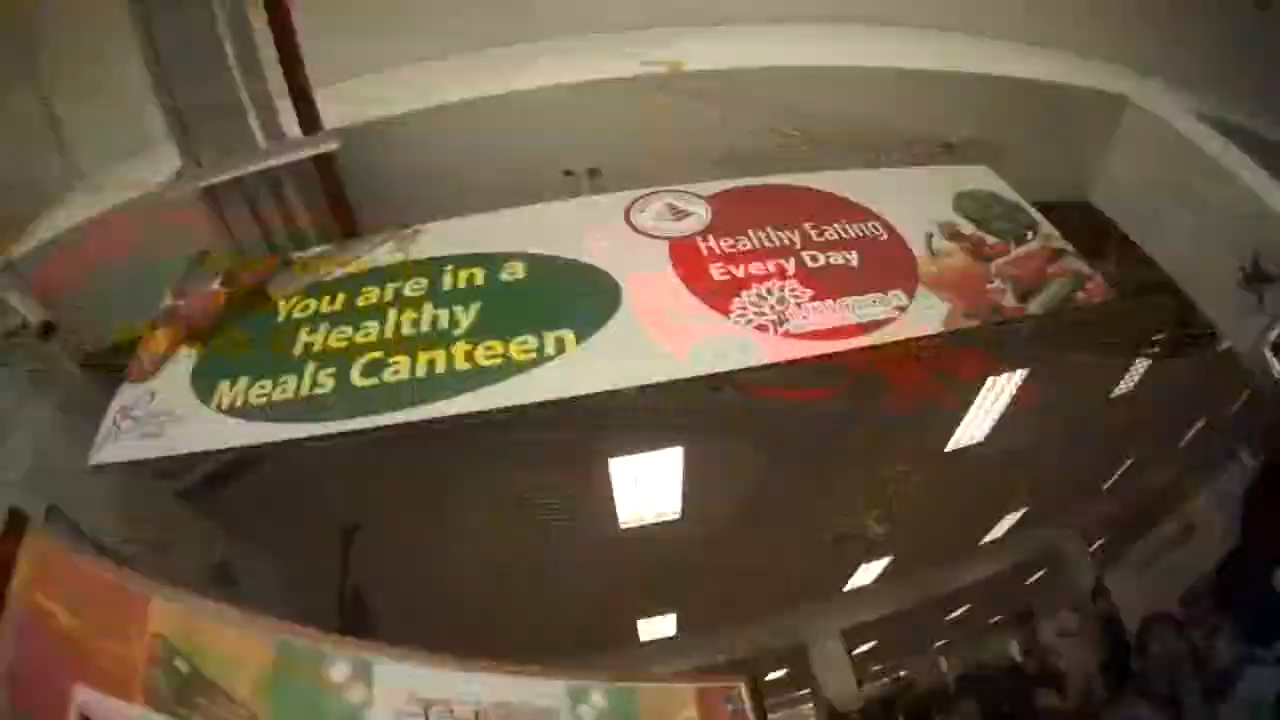 You are in a
Healthy
Meals Canteen
Healthy Eating
Every Day